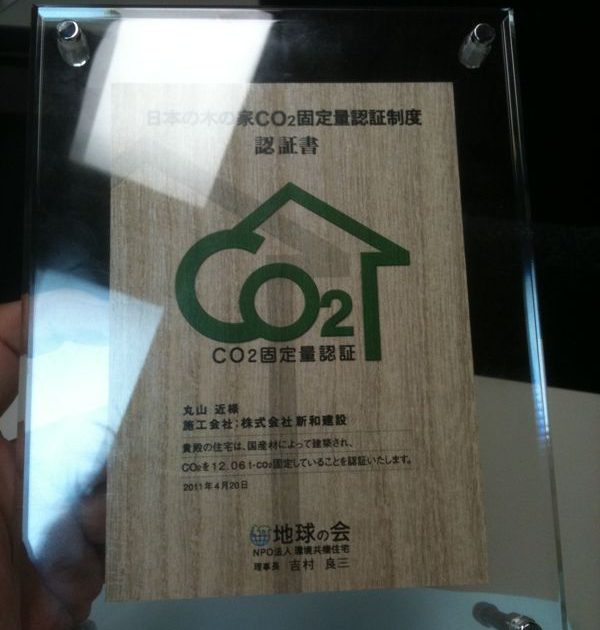 日本の木の家CO₂固定量認証制度
認証書
CO2
CO2固定量認証
丸山 近様
施工会社：株式会社 新和建設
貴殿の住宅は、国産材によって建築され、
CO₂を12.06 t-CO₂固定していることを認証いたします。
2011年4月20日
地球の会
NPO法人 環境共棲住宅
理事長 吉村 良三